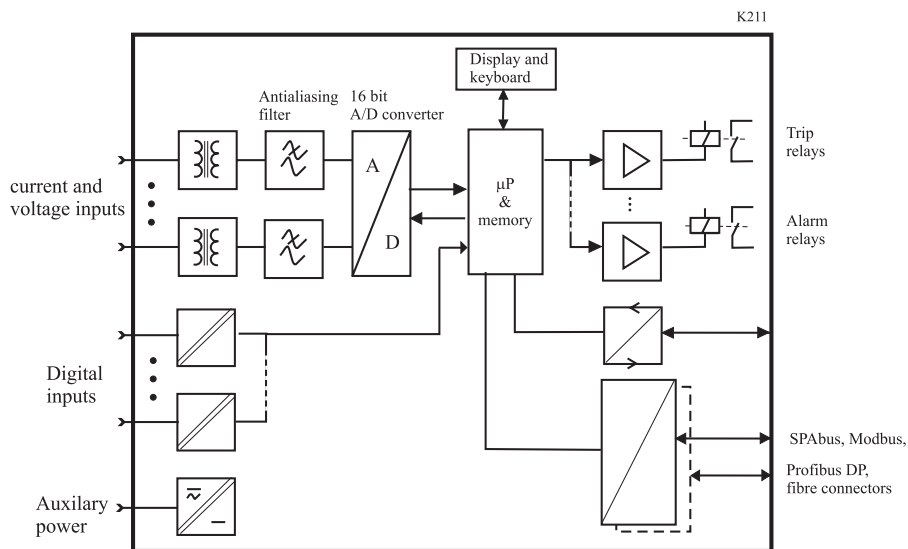 K211
Display and
keyboard
Antialiasing
filter
16 bit
A/D converter
current and
voltage inputs
A
D
µP
&
memory
Trip
relays
Alarm
relays
Digital
inputs
SPAbus, Modbus,
Profibus DP,
fibre connectors
Auxilary
power